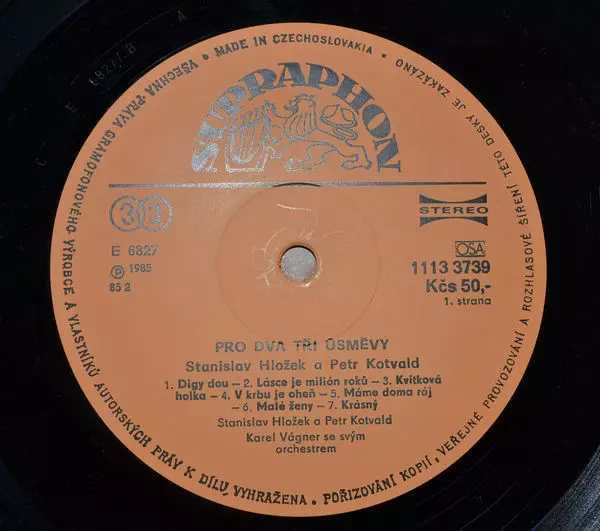 MADE IN CZECHOSLOVAKIA •
VŠECHNA PRÁVA GRAMOFONOVÉHO VÝROBCE A VLASTNÍKŮ AUTORSKÝCH PRÁV K DÍLU VYHRAŽENA. POŘIZOVÁNÍ KOPIÍ, VEŘEJNÉ PROVOZOVÁNÍ A ROZHLASOVÉ ŠÍŘENÍ TÉTO DESKY JE ZAKÁZÁNO •
SUPRAPHON
33
STEREO
E 6827
OSA
℗ 1985
1113 3739
85 2
Kčs 50,-
1. strana
PRO DVA TŘI ÚSMĚVY
Stanislav Hložek a Petr Kotvald
1. Digy dou – 2. Lásce je milión roků – 3. Kvítková
holka – 4. V krbu je oheň – 5. Máme doma ráj
– 6. Malé ženy – 7. Krásný
Stanislav Hložek a Petr Kotvald
Karel Vágner se svým
orchestrem